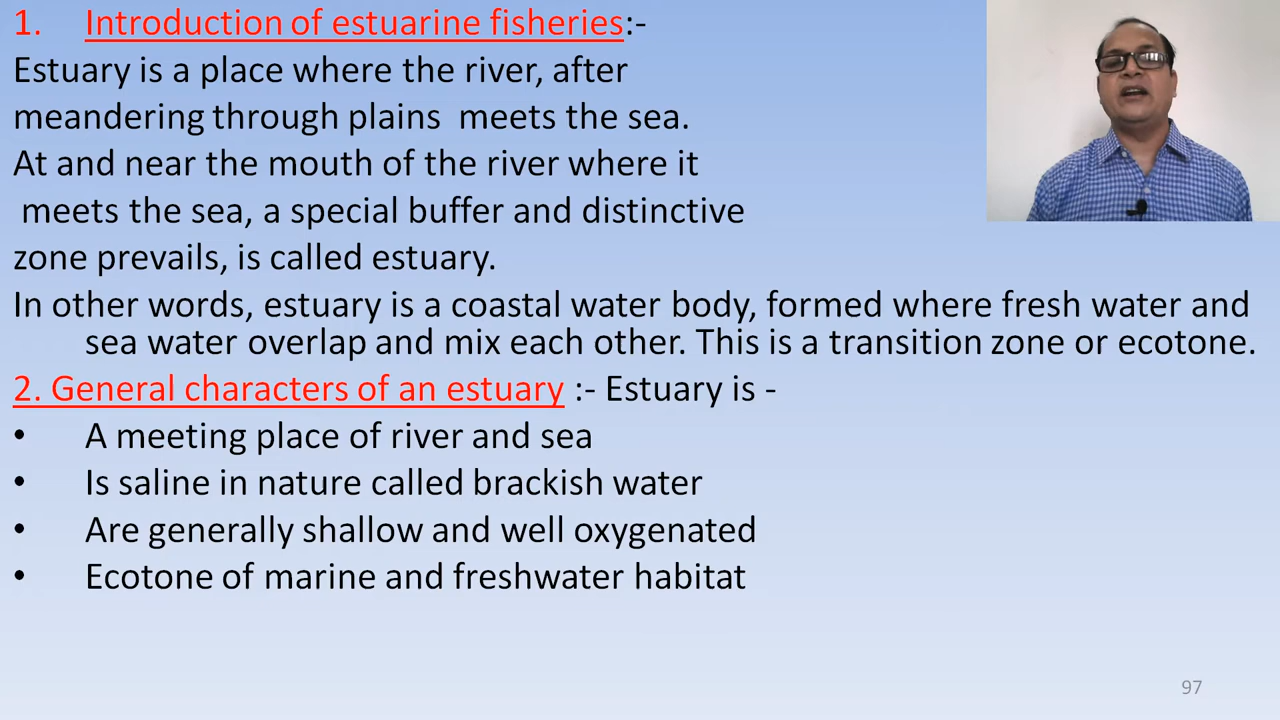 1. Introduction of estuarine fisheries:-
Estuary is a place where the river, after
meandering through plains meets the sea.
At and near the mouth of the river where it
meets the sea, a special buffer and distinctive
zone prevails, is called estuary.
In other words, estuary is a coastal water body, formed where fresh water and
sea water overlap and mix each other. This is a transition zone or ecotone.
2. General characters of an estuary :- Estuary is -
• A meeting place of river and sea
• Is saline in nature called brackish water
• Are generally shallow and well oxygenated
• Ecotone of marine and freshwater habitat
97